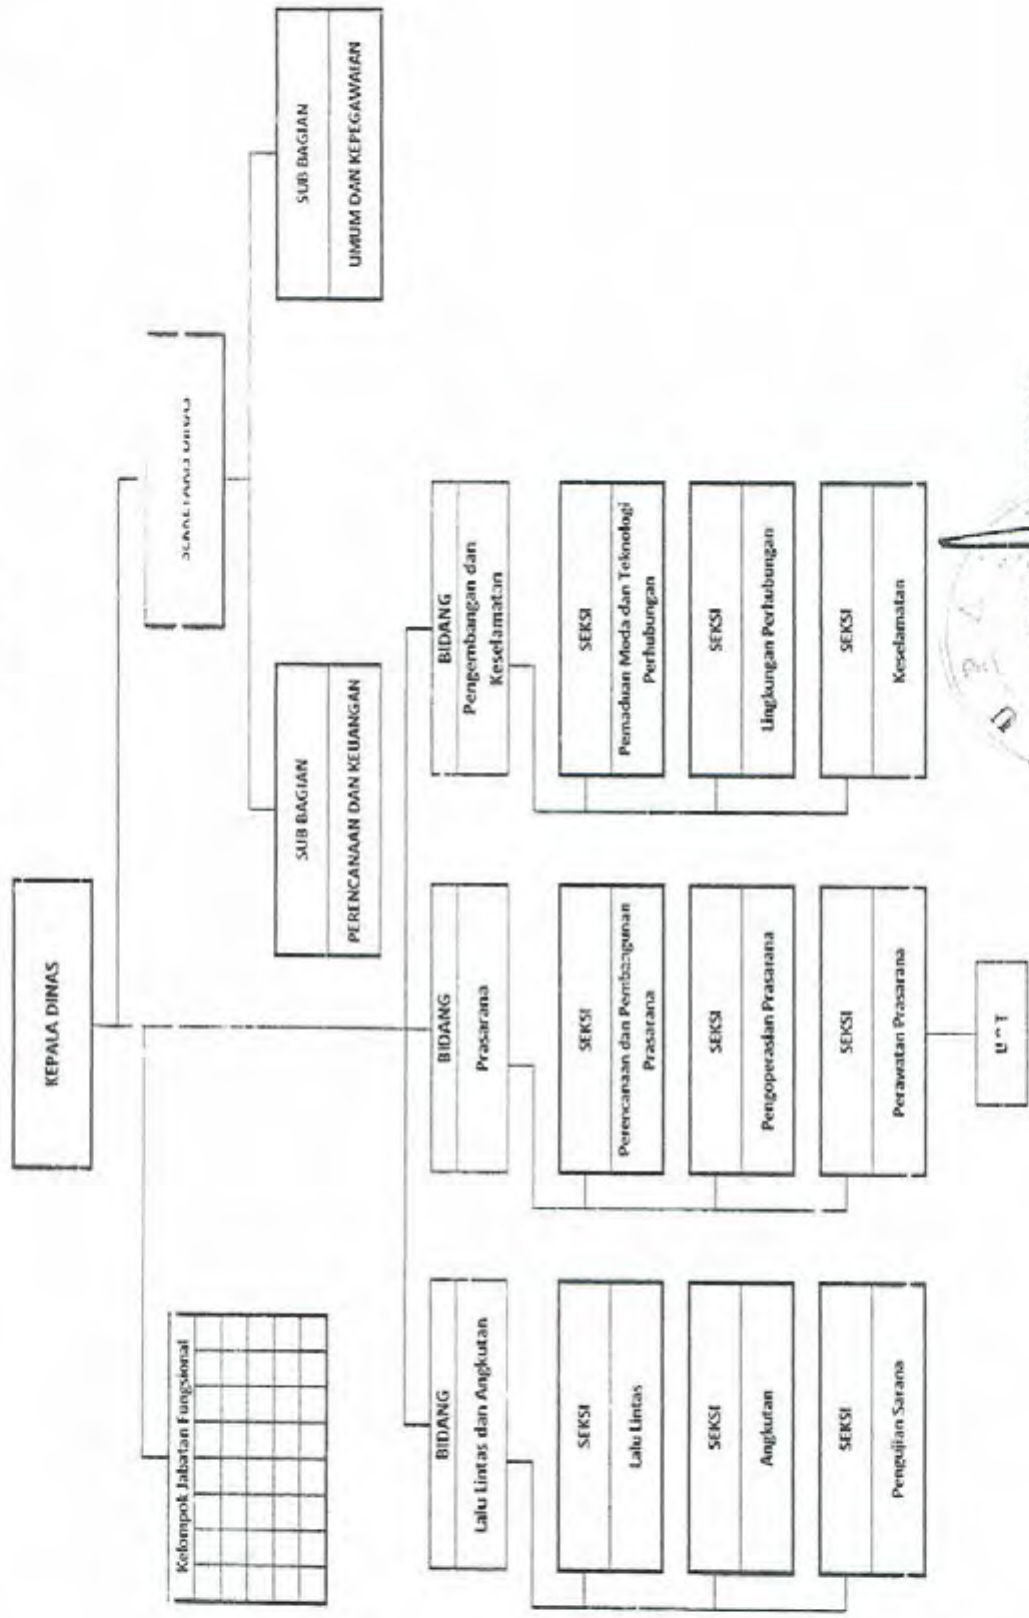 KEPALA DINAS
Kelompok Jabatan Fungsional
SEKRETARIS DINAS
SUB BAGIAN
PERENCANAAN DAN KEUANGAN
SUB BAGIAN
UMUM DAN KEPEGAWAIAN
BIDANG
Lalu Lintas dan Angkutan
SEKSI
Lalu Lintas
SEKSI
Angkutan
SEKSI
Pengujian Sarana
BIDANG
Prasarana
SEKSI
Perencanaan dan Pembangunan
Prasarana
SEKSI
Pengoperasian Prasarana
SEKSI
Perawatan Prasarana
BIDANG
Pengembangan dan
Keselamatan
SEKSI
Pemaduan Moda dan Teknologi
Perhubungan
SEKSI
Lingkungan Perhubungan
SEKSI
Keselamatan